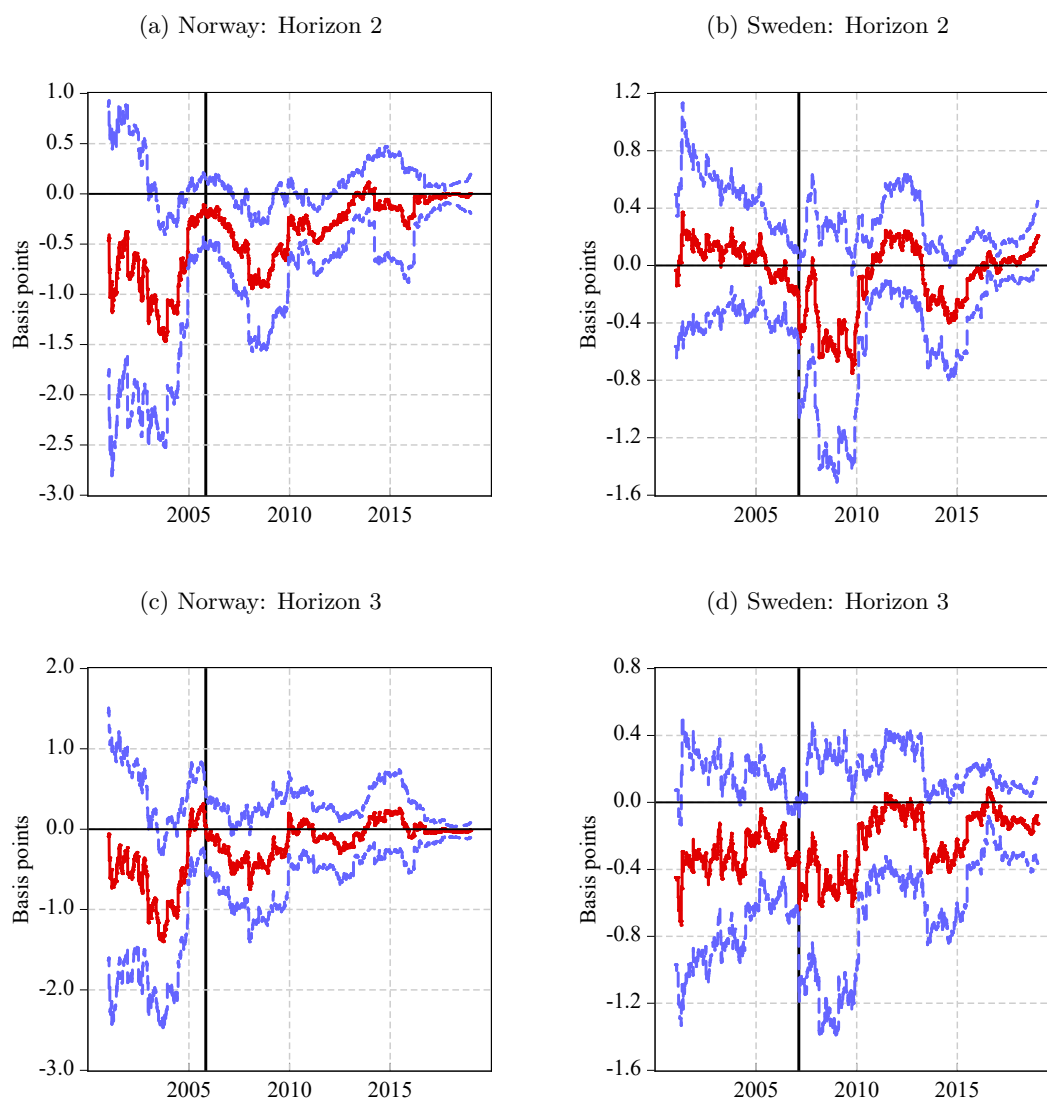 (a) Norway: Horizon 2
1.0
0.5
0.0
-0.5
-1.0
-1.5
-2.0
-2.5
-3.0
Basis points
2005 2010 2015
(b) Sweden: Horizon 2
1.2
0.8
0.4
0.0
-0.4
-0.8
-1.2
-1.6
Basis points
2005 2010 2015
(c) Norway: Horizon 3
2.0
1.0
0.0
-1.0
-2.0
-3.0
Basis points
2005 2010 2015
(d) Sweden: Horizon 3
0.8
0.4
0.0
-0.4
-0.8
-1.2
-1.6
Basis points
2005 2010 2015